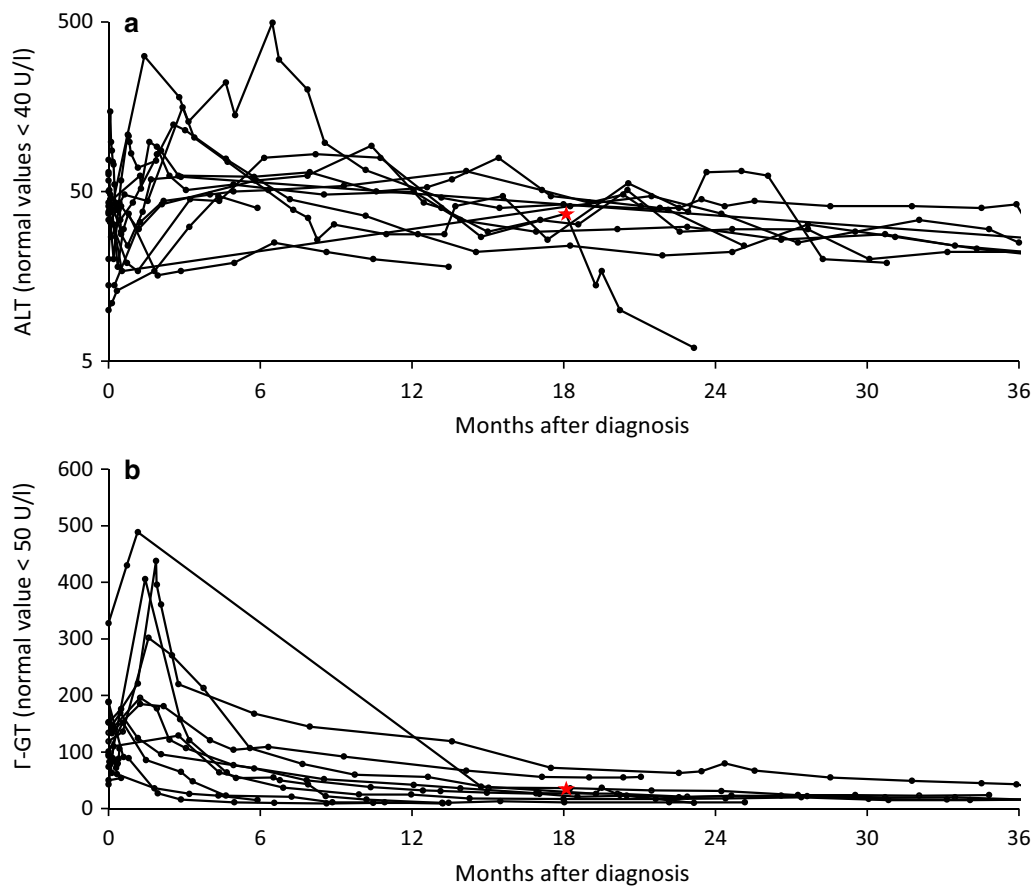 a
ALT (normal values < 40 U/l)
500
50
5
0 6 12 18 24 30 36
Months after diagnosis
b
Γ-GT (normal value < 50 U/l)
600
500
400
300
200
100
0
0 6 12 18 24 30 36
Months after diagnosis